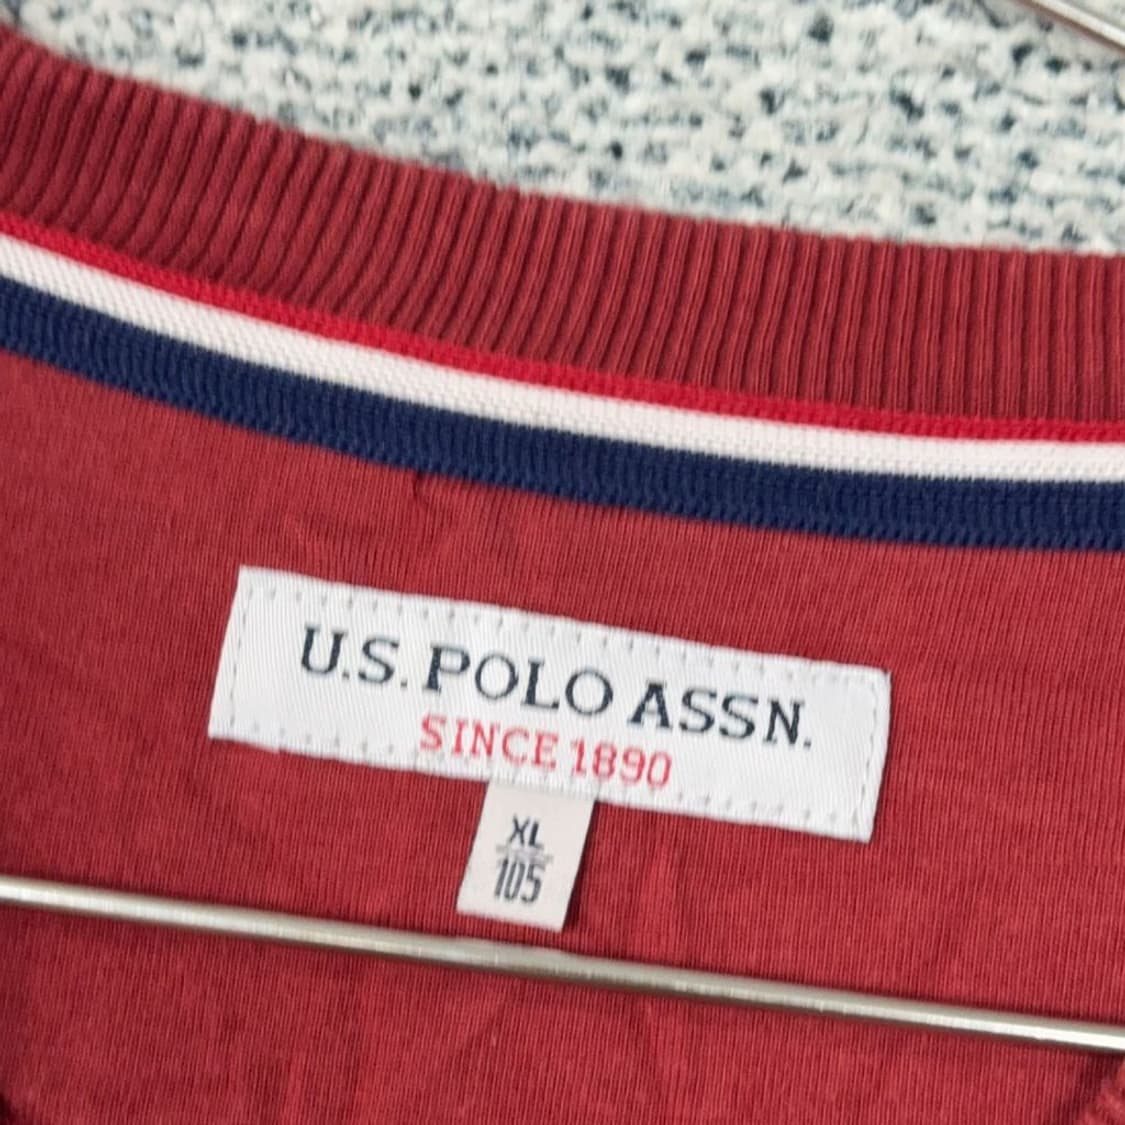 U.S. POLO ASSN.
SINCE 1890
XL
105